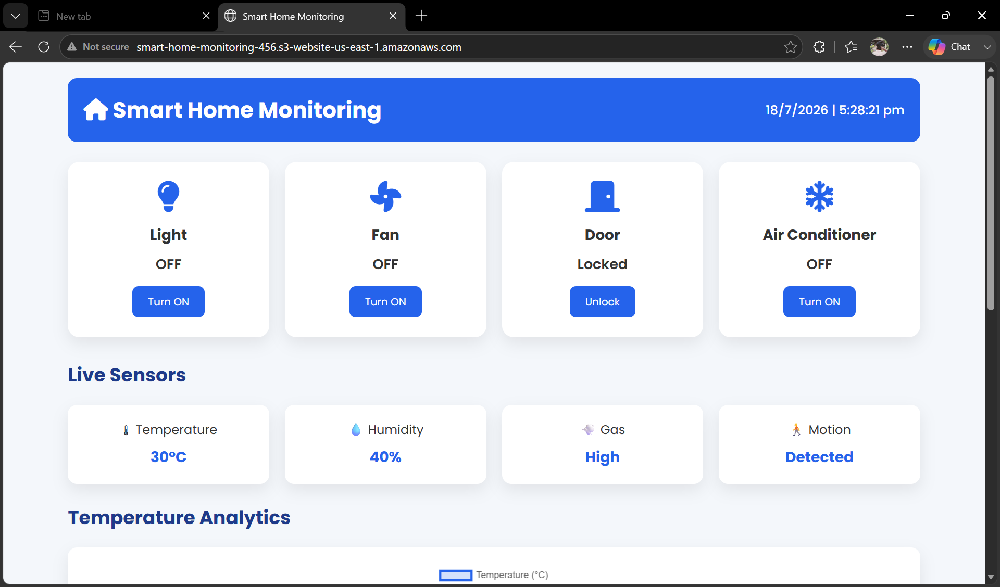 New tab
Smart Home Monitoring
Not secure smart-home-monitoring-456.s3-website-us-east-1.amazonaws.com
Chat
Smart Home Monitoring
18/7/2026 | 5:28:21 pm
Light
OFF
Turn ON
Fan
OFF
Turn ON
Door
Locked
Unlock
Air Conditioner
OFF
Turn ON
Live Sensors
🌡 Temperature
30°C
💧 Humidity
40%
💨 Gas
High
🚶 Motion
Detected
Temperature Analytics
Temperature (°C)